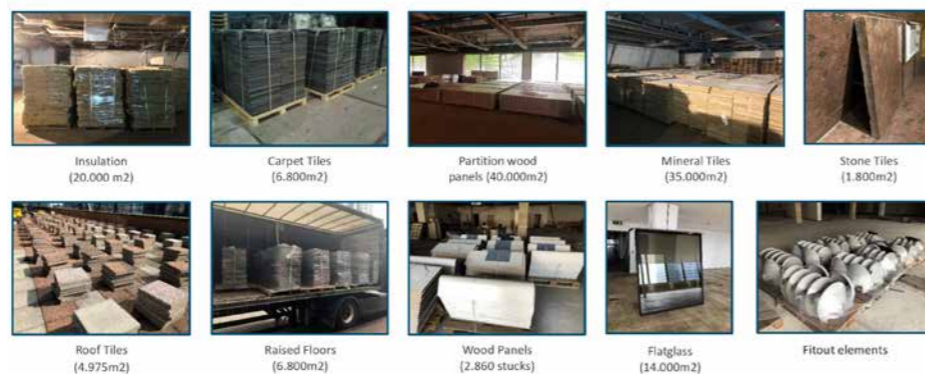 Insulation
(20.000 m2)
Carpet Tiles
(6.800m2)
Partition wood
panels (40.000m2)
Mineral Tiles
(35.000m2)
Stone Tiles
(1.800m2)
Roof Tiles
(4.975m2)
Raised Floors
(6.800m2)
Wood Panels
(2.860 stucks)
Flatglass
(14.000m2)
Fitout elements